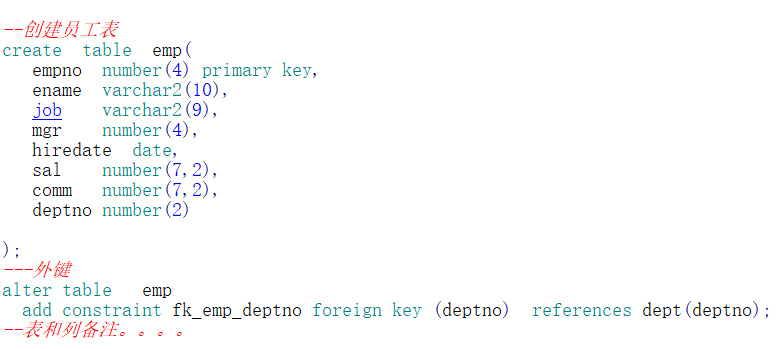 --创建员工表
create  table  emp(
   empno  number(4) primary key,
   ename  varchar2(10),
   job    varchar2(9),
   mgr    number(4),
   hiredate  date,
   sal    number(7,2),
   comm   number(7,2),
   deptno number(2)
);
---外键
alter table   emp
  add constraint fk_emp_deptno foreign key (deptno)  references dept(deptno);
--表和列备注。。。。